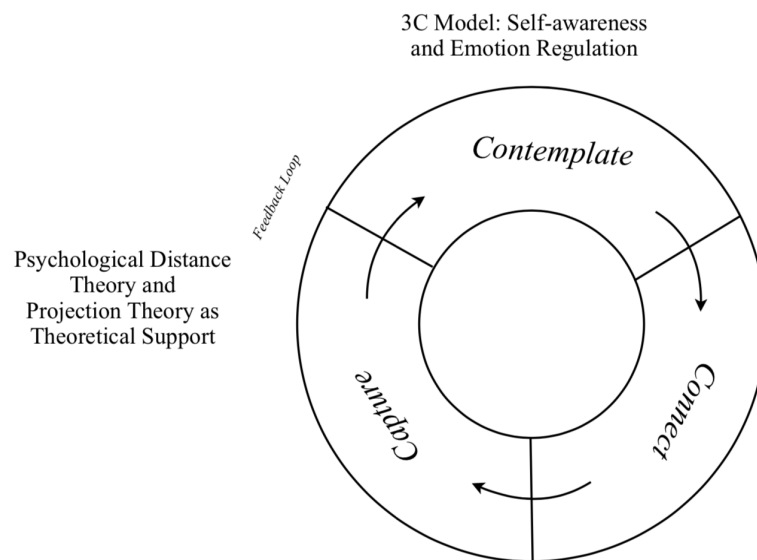 3C Model: Self-awareness
and Emotion Regulation
Contemplate
Feedback Loop
Psychological Distance
Theory and
Projection Theory as
Theoretical Support
Capture
Connect